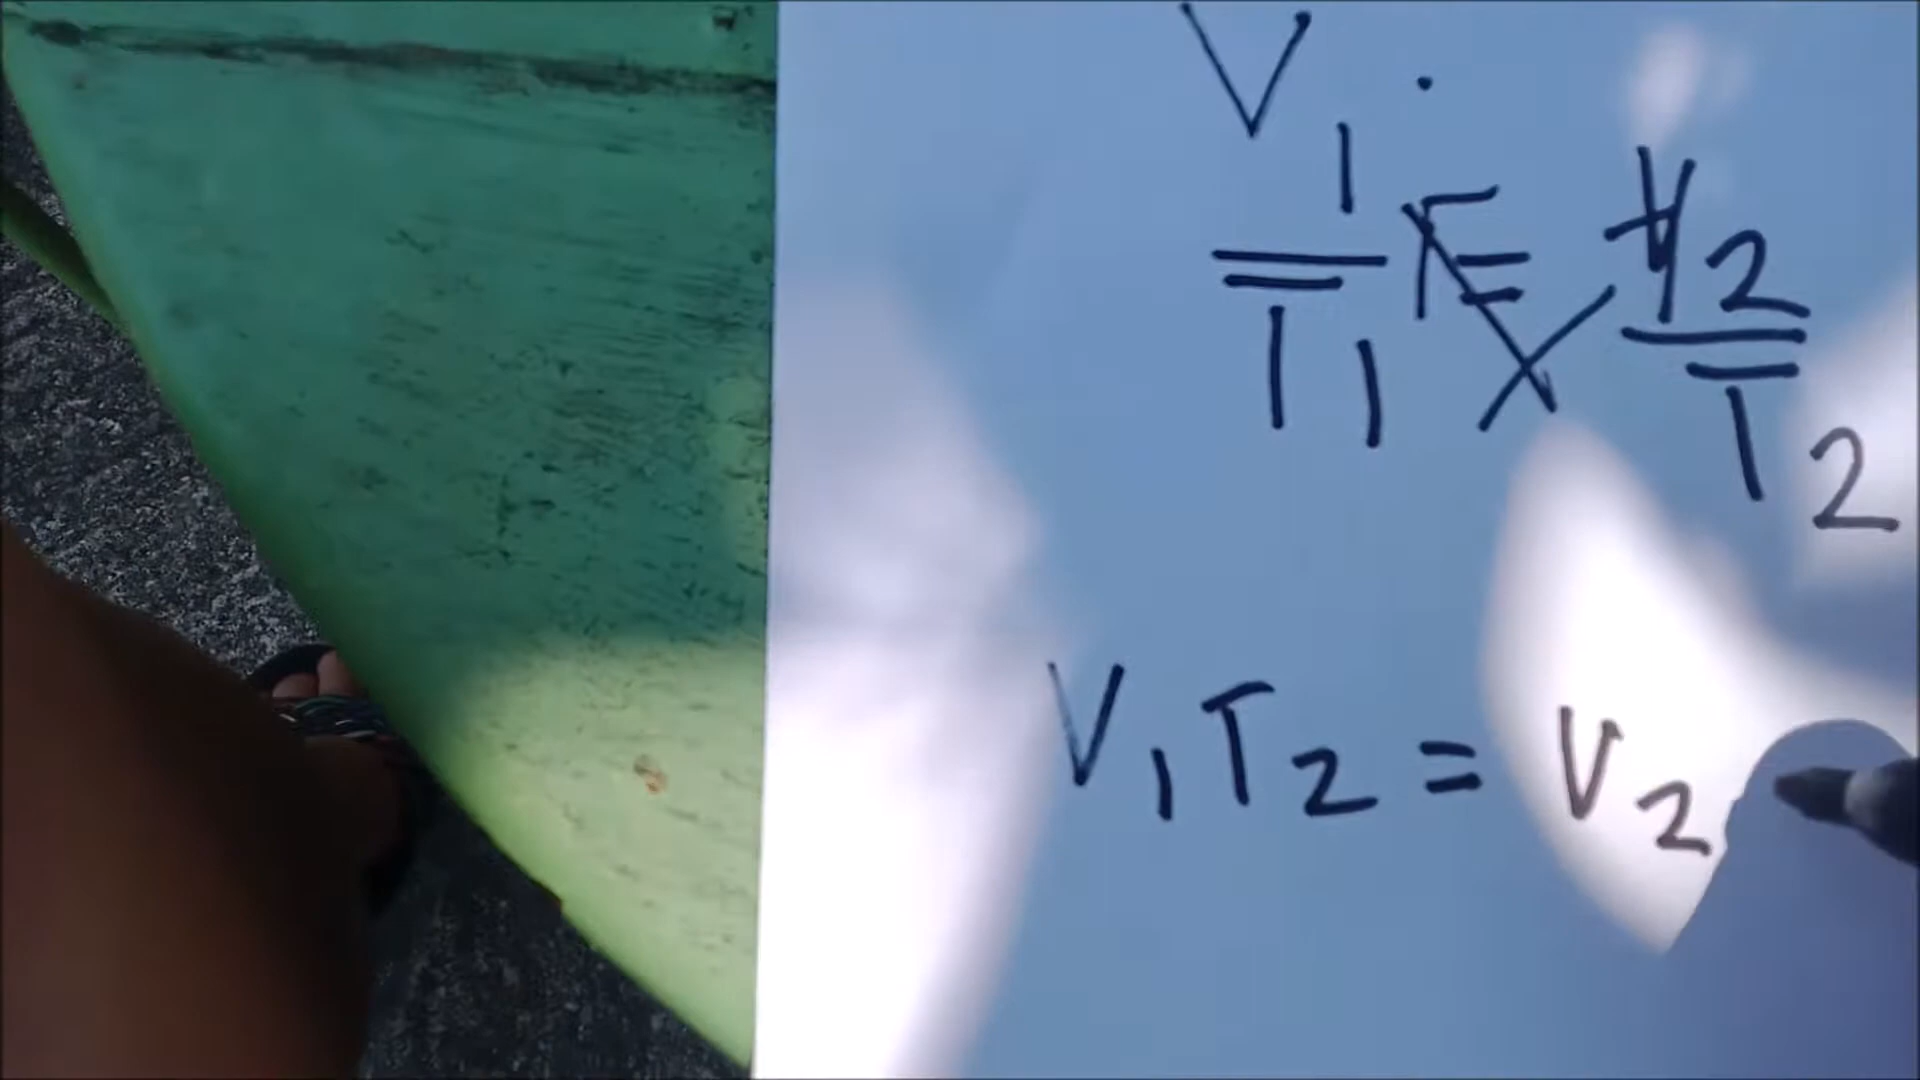 V1 = V2
T1 T2
V1T2 = V2